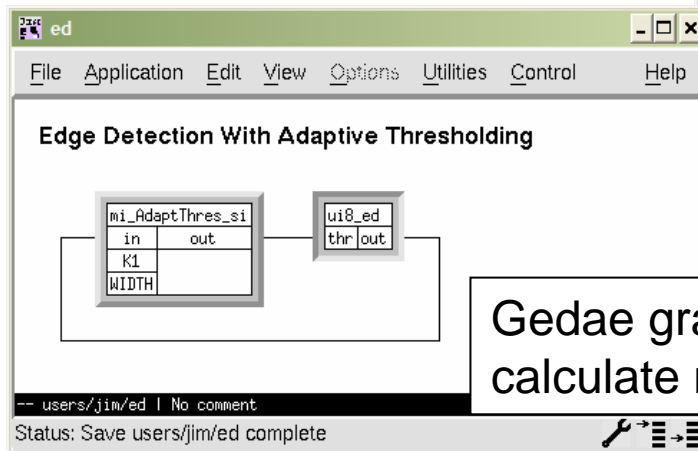 ed
File Application Edit View Options Utilities Control Help
Edge Detection With Adaptive Thresholding
mi_AdaptThres_si
in out
K1
WIDTH
ui8_ed
thr out
Gedae gra
calculate
-- users/jim/ed | No comment
Status: Save users/jim/ed complete